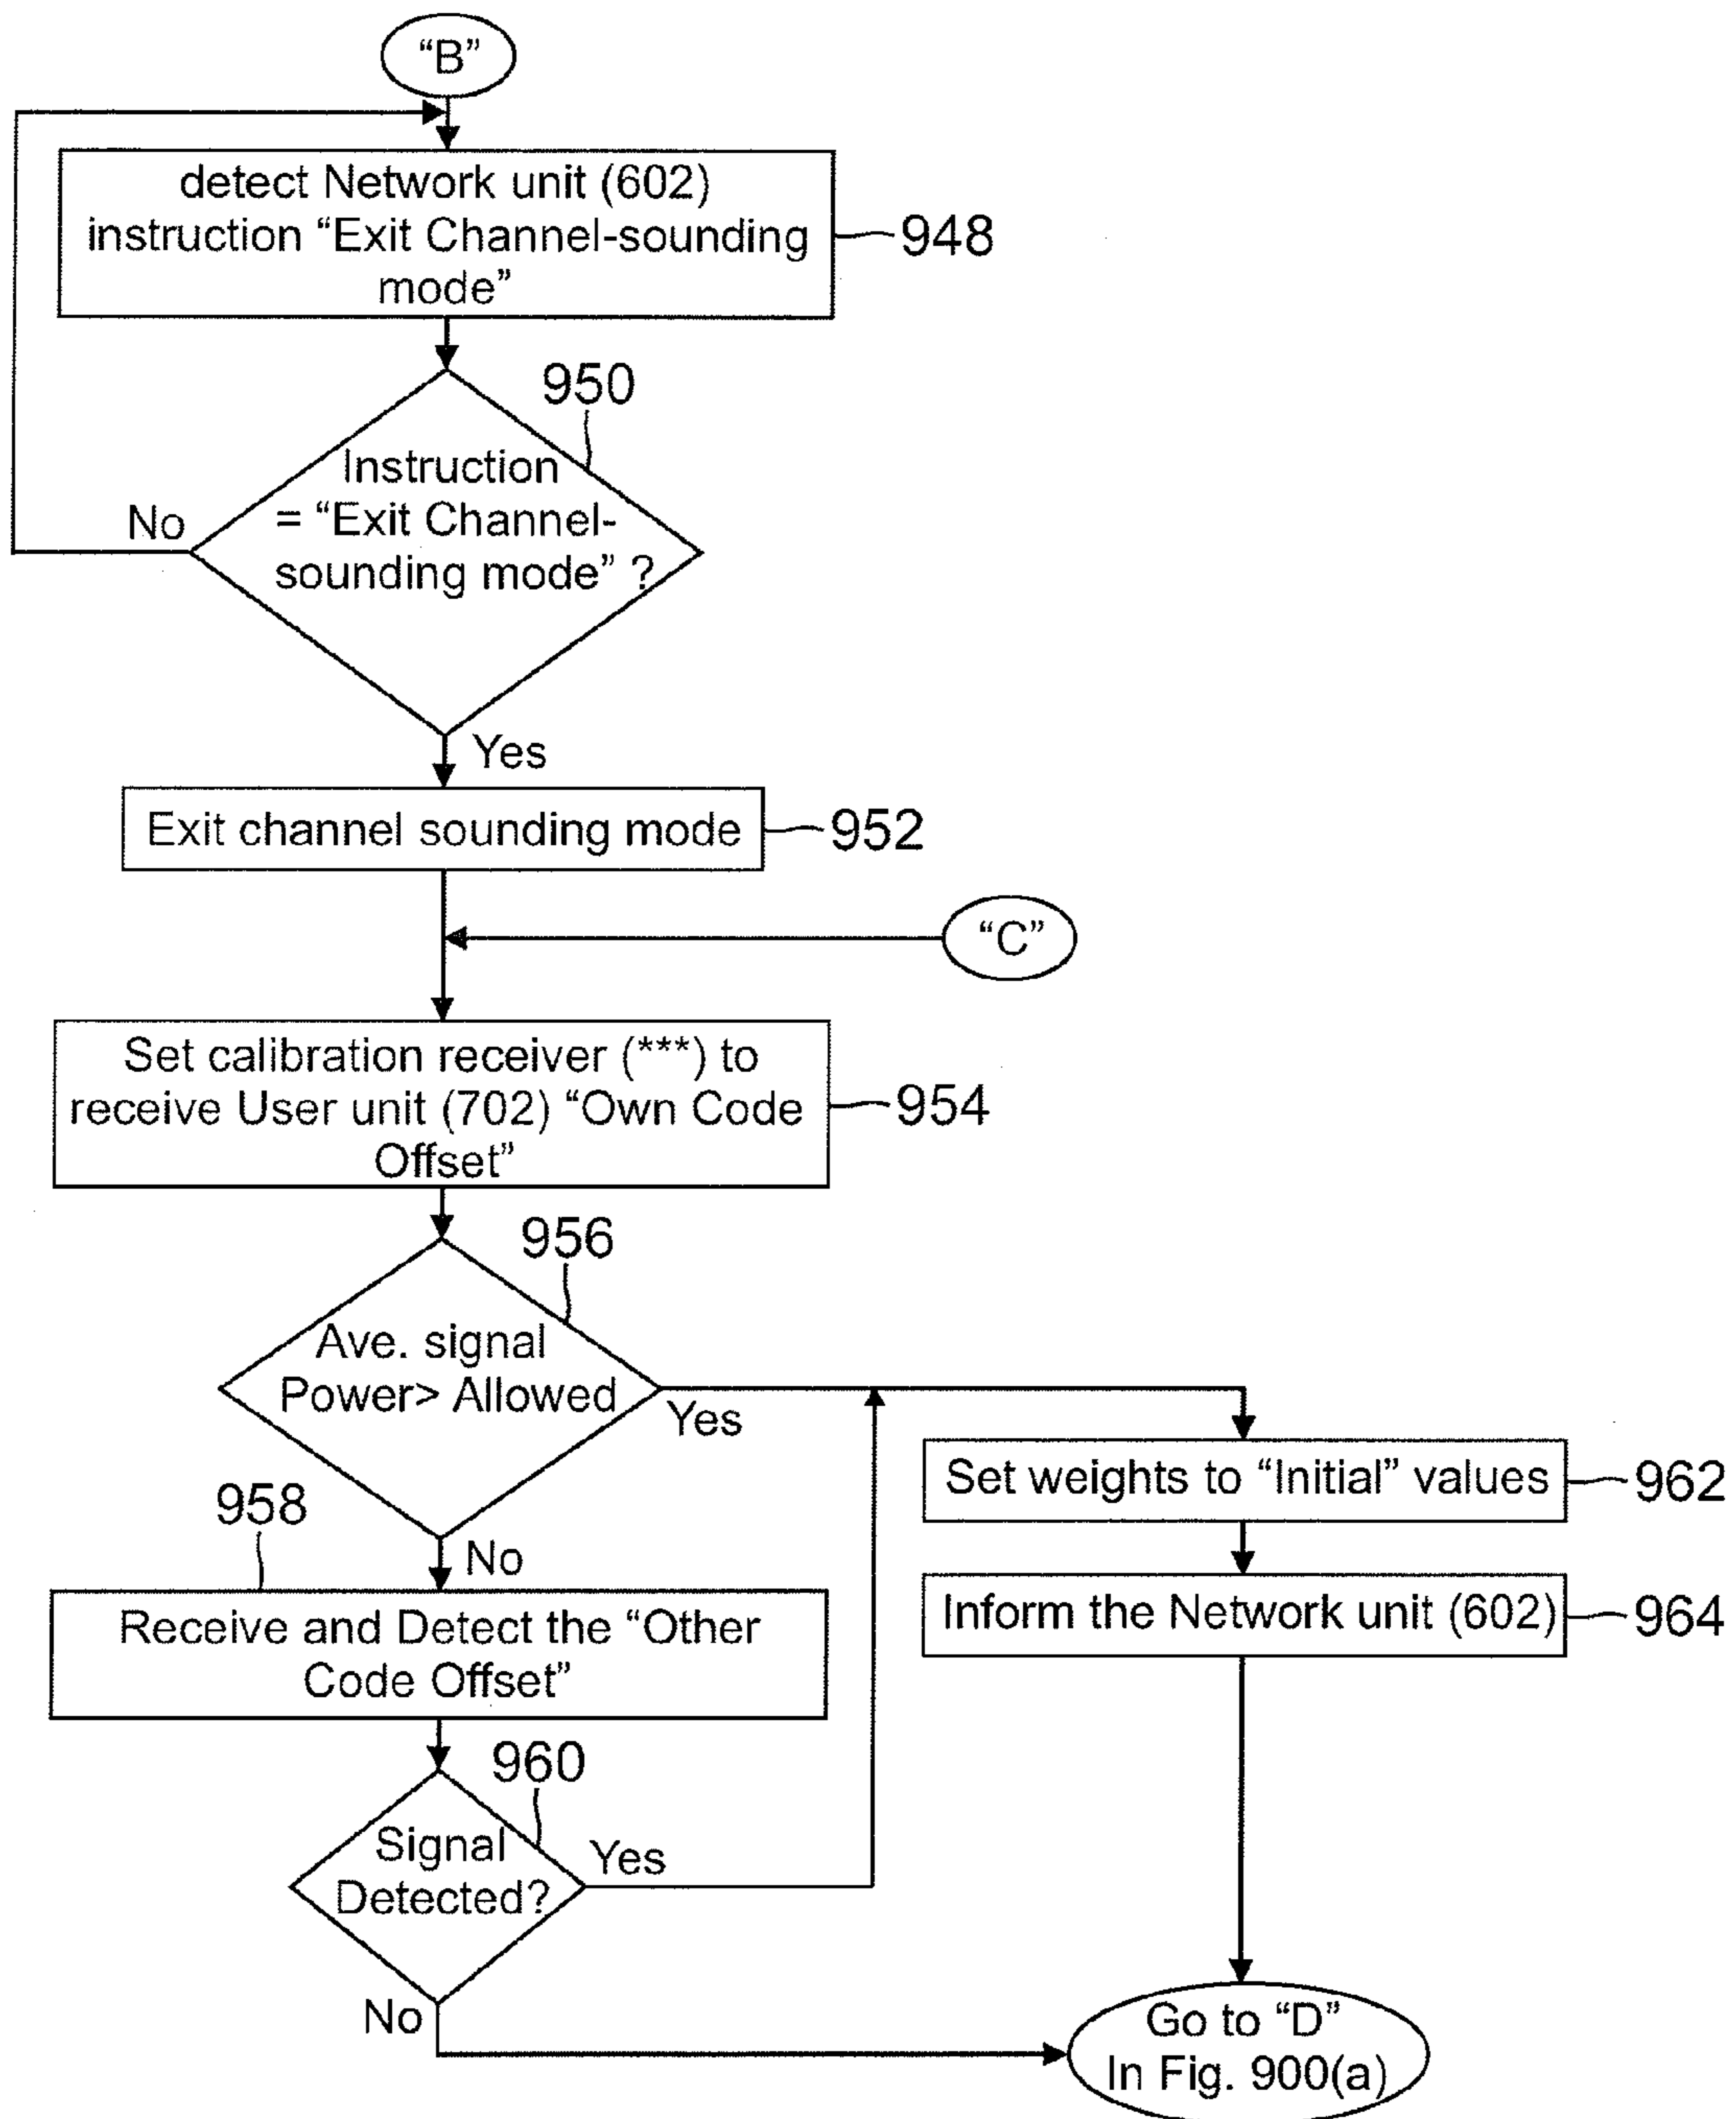 “B”
detect Network unit (602)
instruction “Exit Channel-sounding
mode”
948
950
Instruction
= “Exit Channel-
sounding mode” ?
No
Yes
Exit channel sounding mode
952
“C”
Set calibration receiver (***) to
receive User unit (702) “Own Code
Offset”
954
956
Ave. signal
Power> Allowed
Yes
No
Set weights to “Initial” values
962
958
Receive and Detect the “Other
Code Offset”
Inform the Network unit (602)
964
960
Signal
Detected?
Yes
No
Go to “D”
In Fig. 900(a)